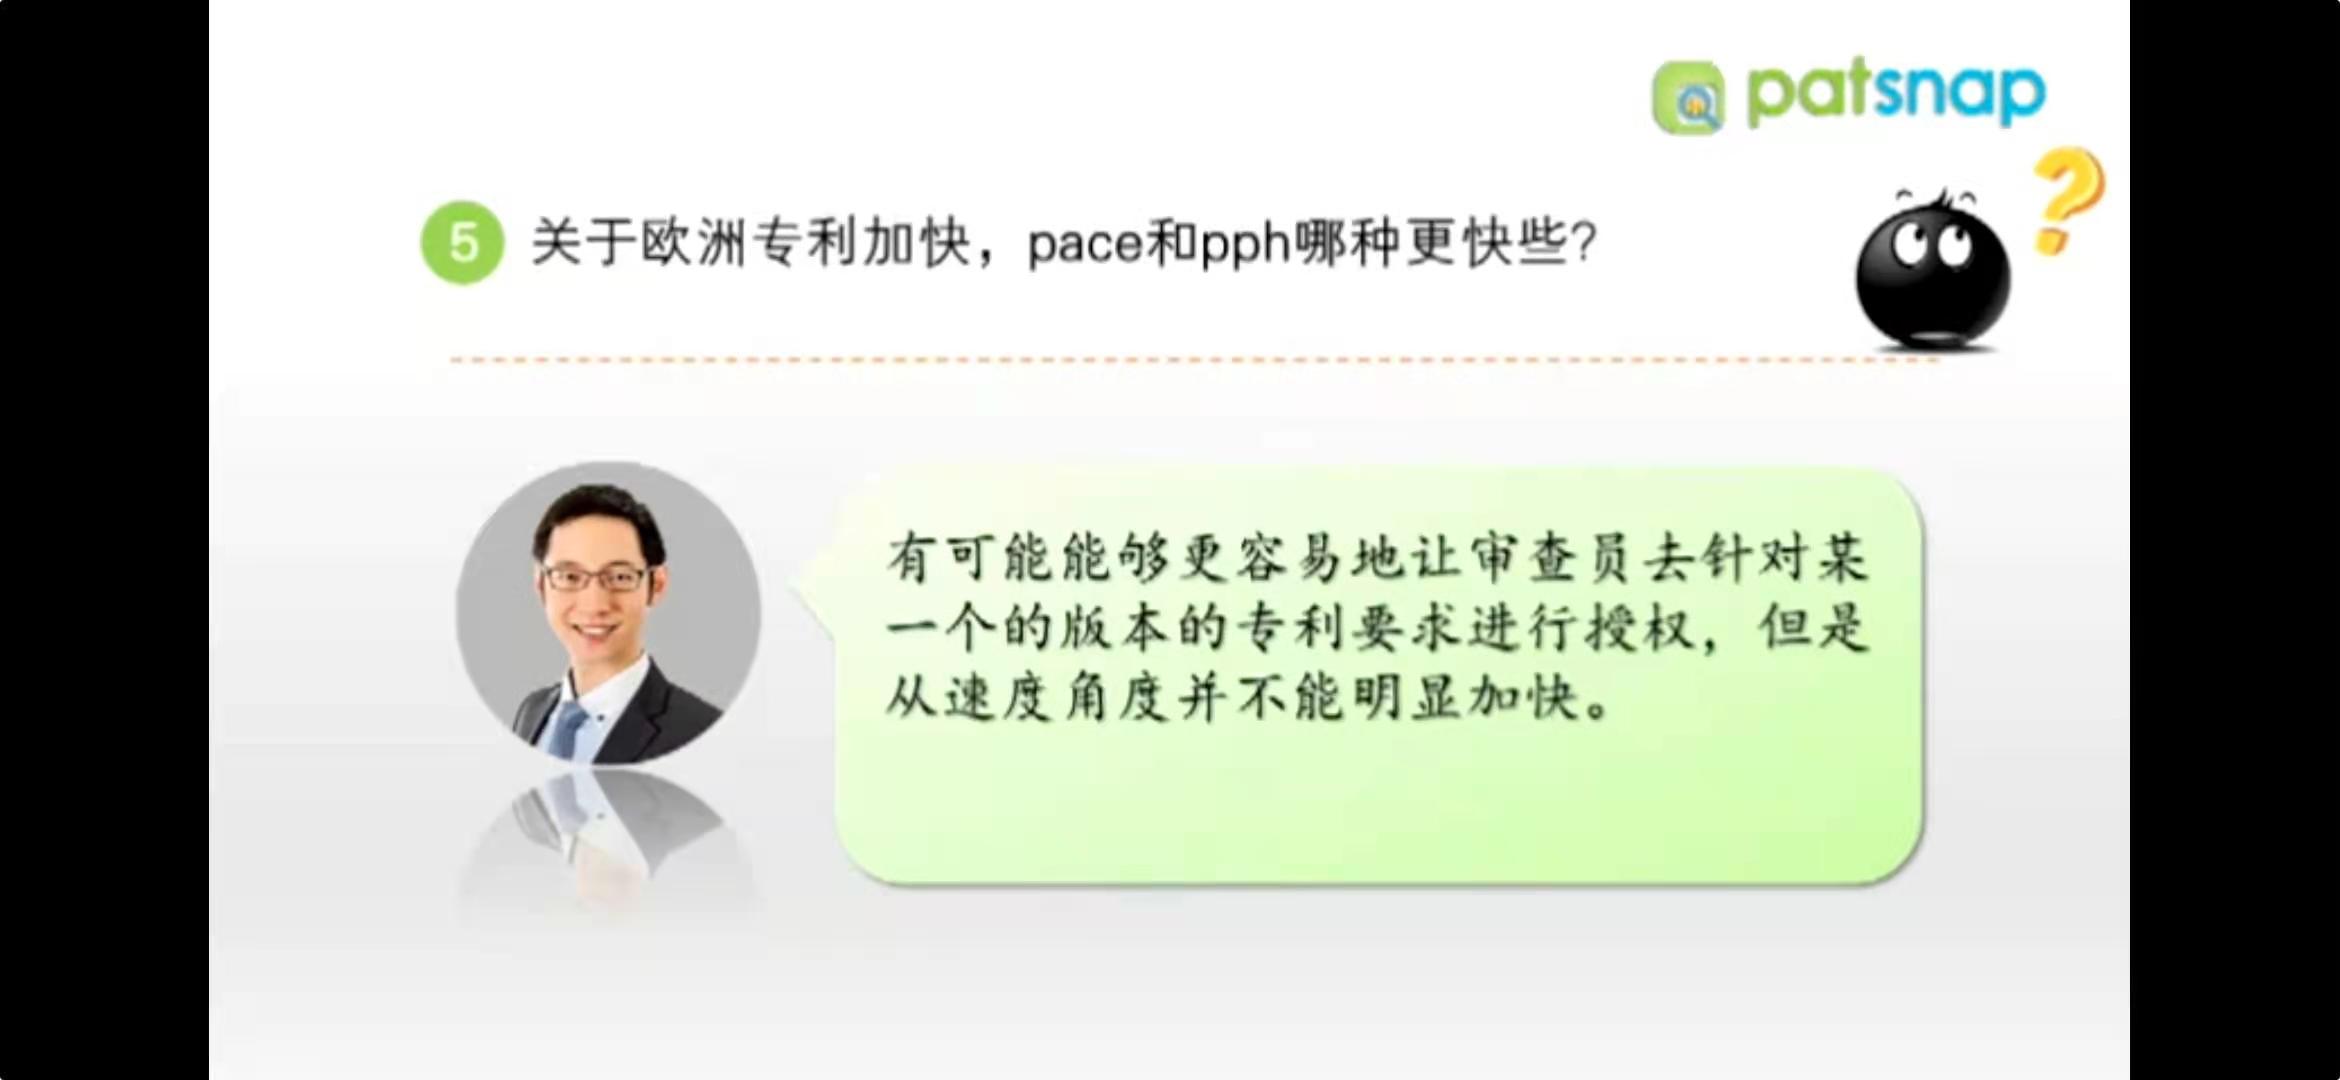 patsnap
5 关于欧洲专利加快，pace和pph哪种更快些？
有可能能够更容易地让审查员去针对某
一个的版本的专利要求进行授权，但是
从速度角度并不能明显加快。